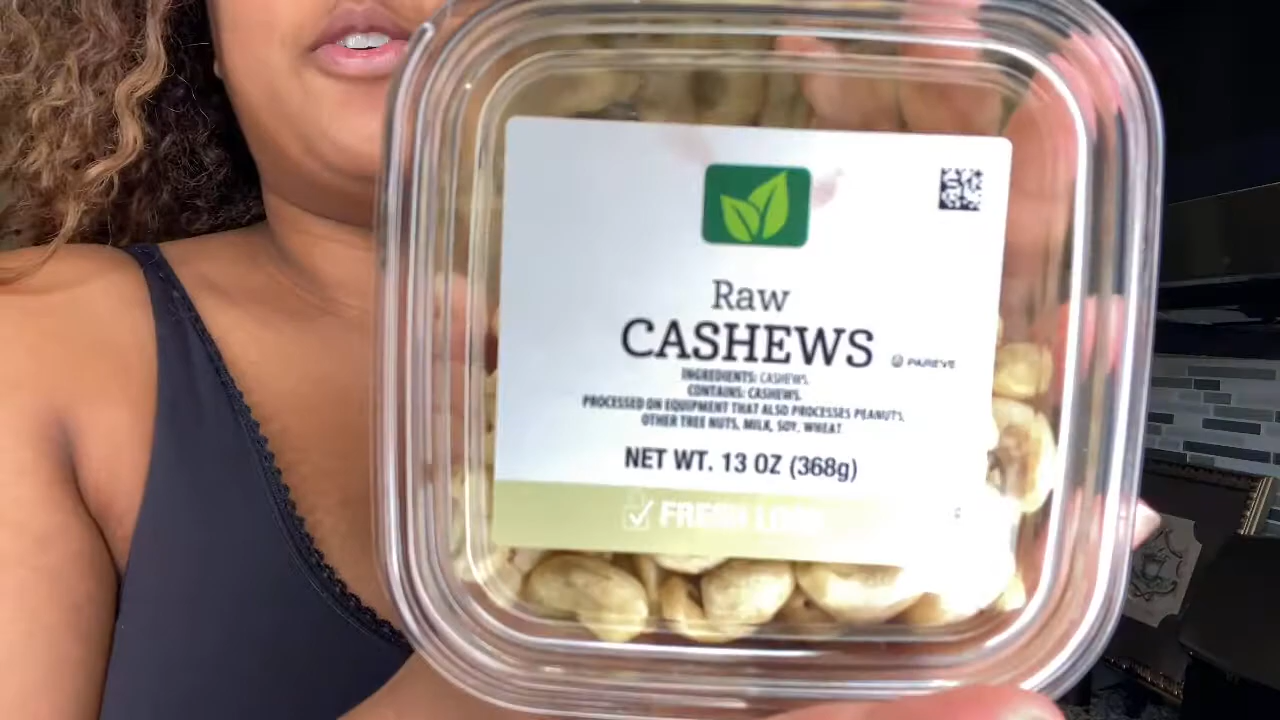 Raw
CASHEWS
PAREVE
INGREDIENTS: CASHEWS.
CONTAINS: CASHEWS.
PROCESSED ON EQUIPMENT THAT ALSO PROCESSES PEANUTS,
OTHER TREE NUTS, MILK, SOY, WHEAT
NET WT. 13 OZ (368g)
FRESH